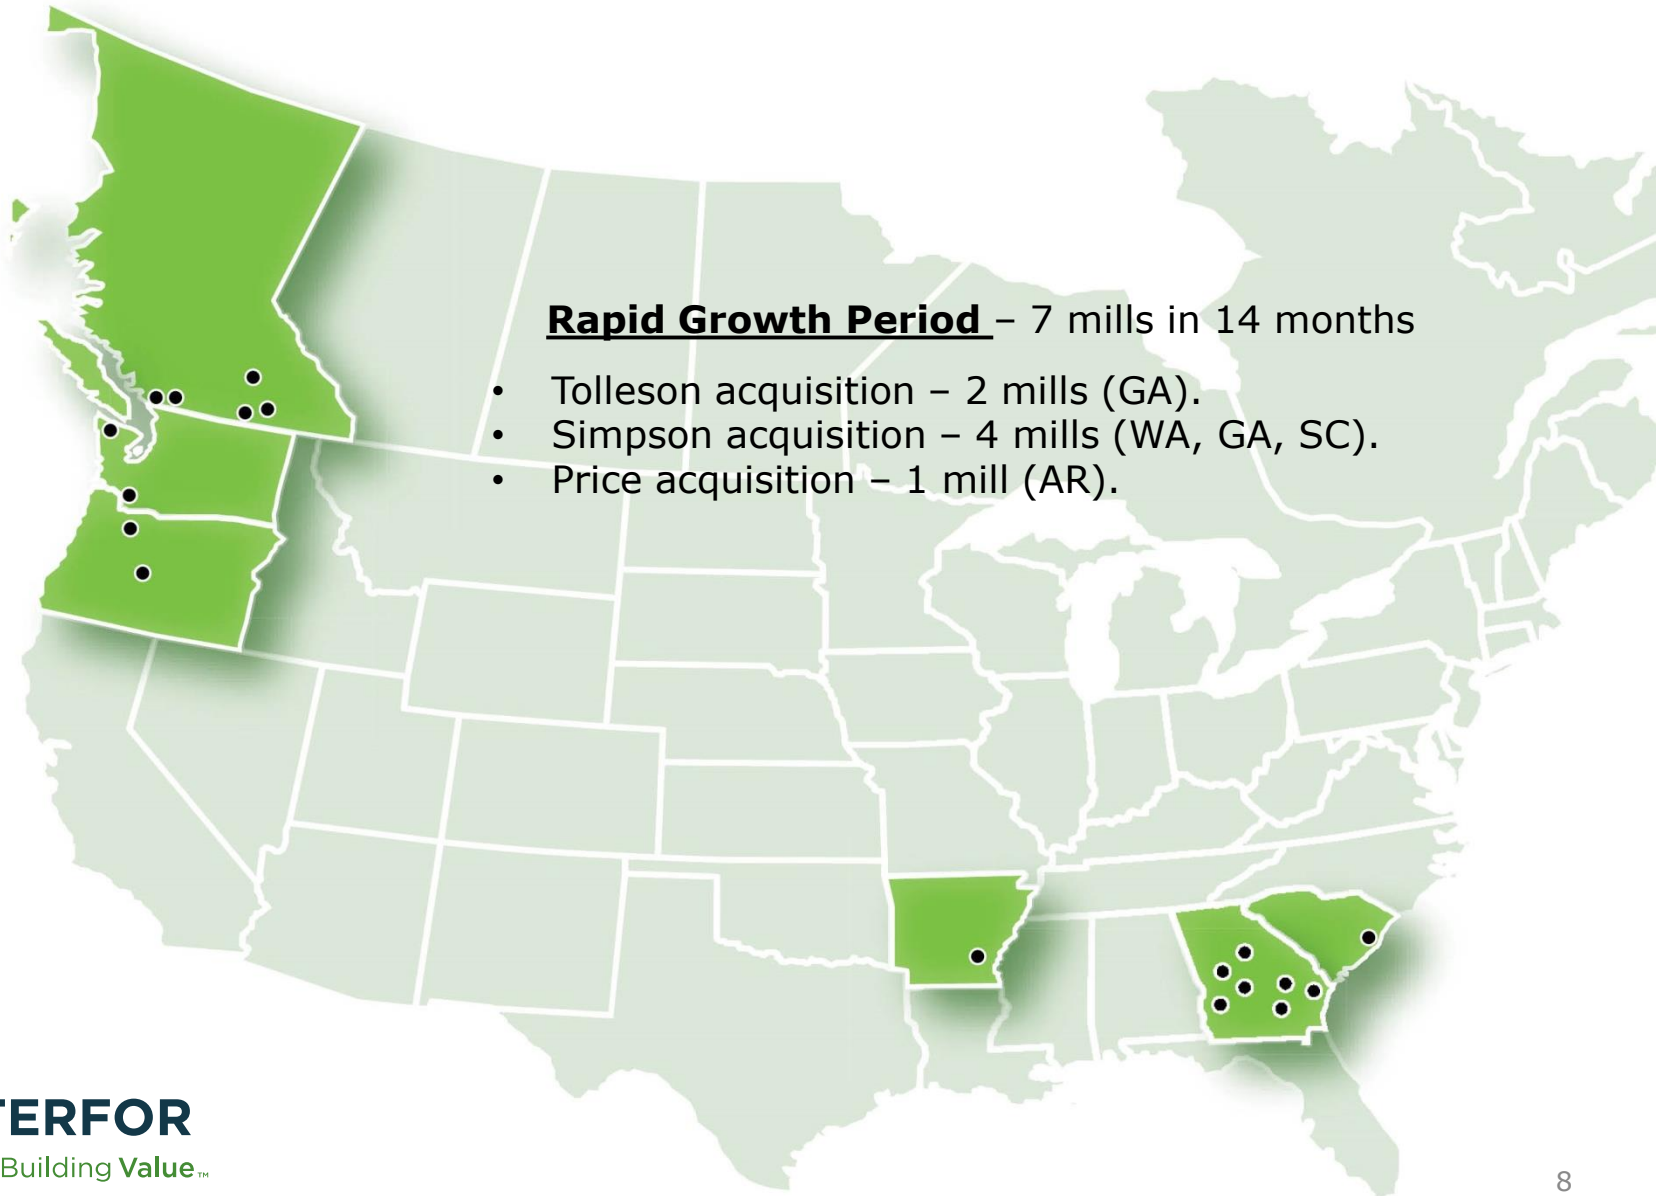 Rapid Growth Period – 7 mills in 14 months
• Tolleson acquisition – 2 mills (GA).
• Simpson acquisition – 4 mills (WA, GA, SC).
• Price acquisition – 1 mill (AR).
TERFOR
Building Value™
8